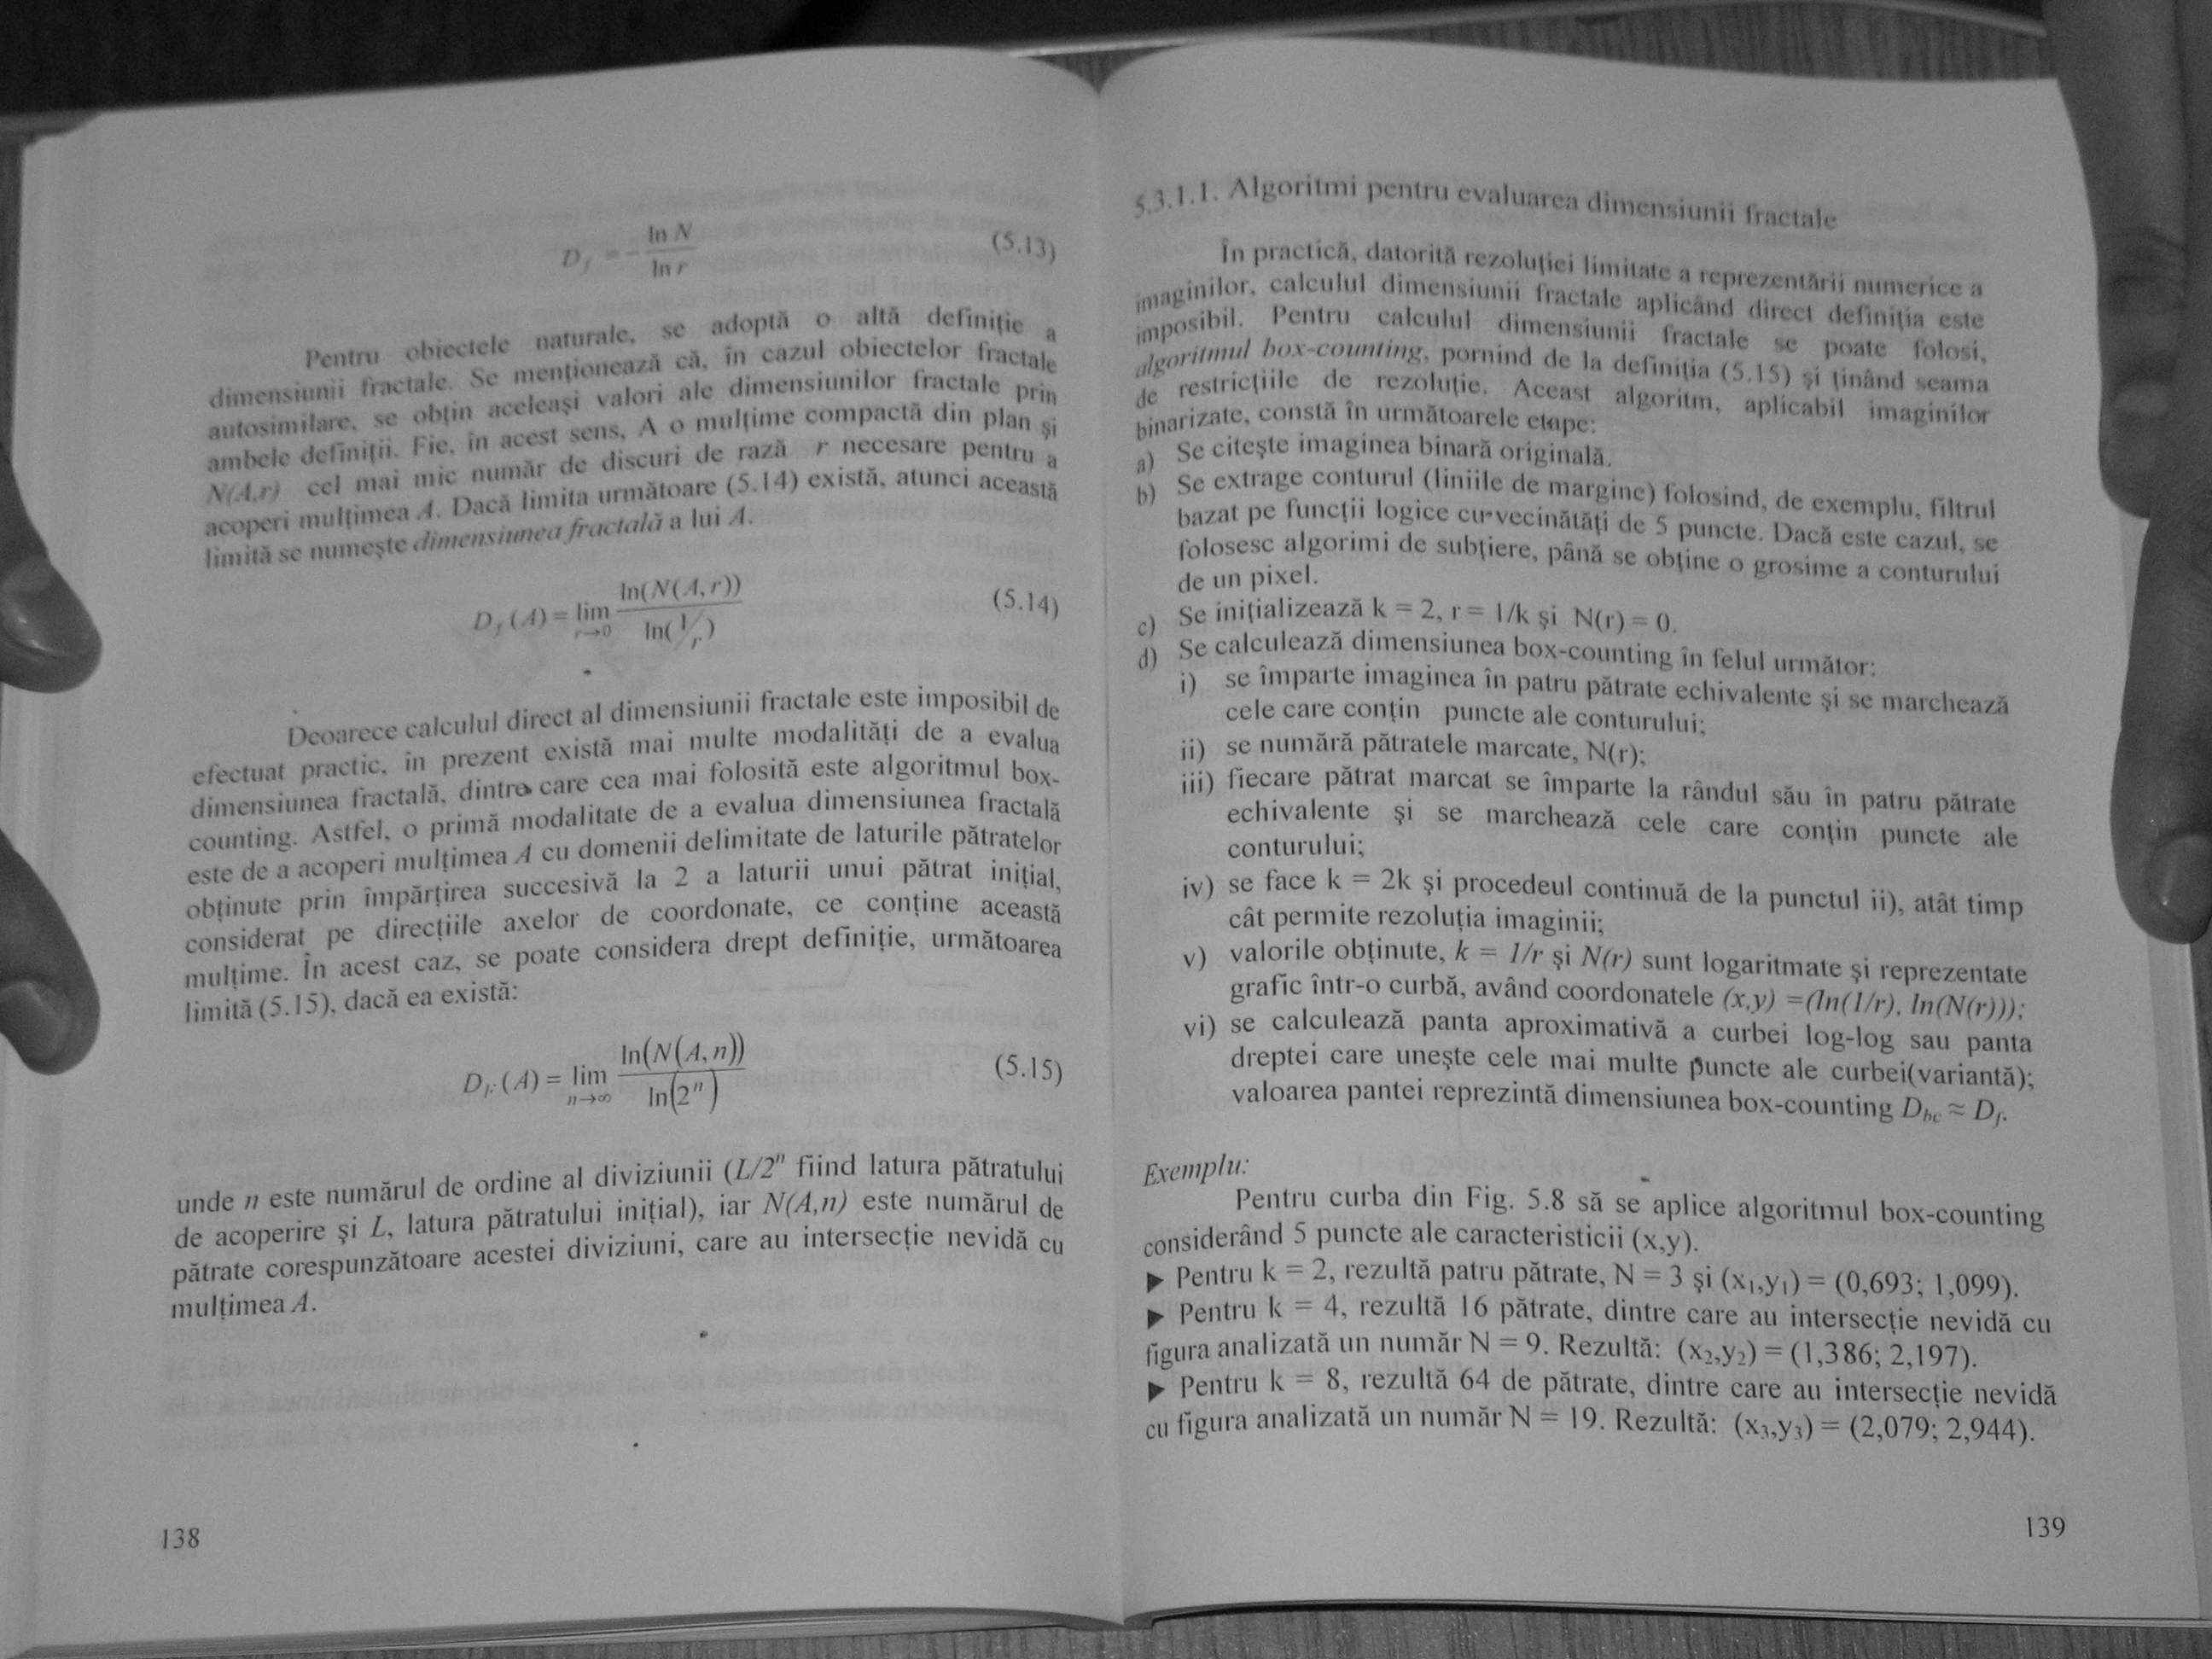 D_f = - ln N / ln r (5.13)
Pentru obiectele naturale, se adoptă o altă definiţie a
dimensiunii fractale. Se menţionează că, în cazul obiectelor fractale
autosimilare, se obţin aceleaşi valori ale dimensiunilor fractale prin
ambele definiţii. Fie, în acest sens, A o mulţime compactă din plan şi
N(A,r) cel mai mic număr de discuri de rază r necesare pentru a
acoperi mulţimea A. Dacă limita următoare (5.14) există, atunci această
limită se numeşte dimensiunea fractală a lui A.
D_f (A) = lim r→0 ln(N(A,r)) / ln(1/r) (5.14)
Deoarece calculul direct al dimensiunii fractale este imposibil de
efectuat practic, în prezent există mai multe modalităţi de a evalua
dimensiunea fractală, dintre care cea mai folosită este algoritmul box-
counting. Astfel, o primă modalitate de a evalua dimensiunea fractală
este de a acoperi mulţimea A cu domenii delimitate de laturile pătratelor
obţinute prin împărţirea succesivă la 2 a laturii unui pătrat iniţial,
considerat pe direcţiile axelor de coordonate, ce conţine această
mulţime. În acest caz, se poate considera drept definiţie, următoarea
limită (5.15), dacă ea există:
D_F (A) = lim n→∞ ln(N(A,n)) / ln(2^n) (5.15)
unde n este numărul de ordine al diviziunii (L/2^n fiind latura pătratului
de acoperire şi L, latura pătratului iniţial), iar N(A,n) este numărul de
pătrate corespunzătoare acestei diviziuni, care au intersecţie nevidă cu
mulţimea A.
138
5.3.1.1. Algoritmi pentru evaluarea dimensiunii fractale
În practică, datorită rezoluţiei limitate a reprezentării numerice a
imaginilor, calculul dimensiunii fractale aplicând direct definiţia este
imposibil. Pentru calculul dimensiunii fractale se poate folosi,
algoritmul box-counting, pornind de la definiţia (5.15) şi ţinând seama
de restricţiile de rezoluţie. Aceast algoritm, aplicabil imaginilor
binarizate, constă în următoarele etape:
a) Se citeşte imaginea binară originală.
b) Se extrage conturul (liniile de margine) folosind, de exemplu, filtrul
bazat pe funcţii logice cu vecinătăţi de 5 puncte. Dacă este cazul, se
folosesc algorimi de subţiere, până se obţine o grosime a conturului
de un pixel.
c) Se iniţializează k = 2, r = 1/k şi N(r) = 0.
d) Se calculează dimensiunea box-counting în felul următor:
i) se împarte imaginea în patru pătrate echivalente şi se marchează
cele care conţin puncte ale conturului;
ii) se numără pătratele marcate, N(r);
iii) fiecare pătrat marcat se împarte la rândul său în patru pătrate
echivalente şi se marchează cele care conţin puncte ale
conturului;
iv) se face k = 2k şi procedeul continuă de la punctul ii), atât timp
cât permite rezoluţia imaginii;
v) valorile obţinute, k = 1/r şi N(r) sunt logaritmate şi reprezentate
grafic într-o curbă, având coordonatele (x,y) =(ln(1/r), ln(N(r)));
vi) se calculează panta aproximativă a curbei log-log sau panta
dreptei care uneşte cele mai multe puncte ale curbei(variantă);
valoarea pantei reprezintă dimensiunea box-counting D_bc ≈ D_f.
Exemplu:
Pentru curba din Fig. 5.8 să se aplice algoritmul box-counting
considerând 5 puncte ale caracteristicii (x,y).
► Pentru k = 2, rezultă patru pătrate, N = 3 şi (x₁,y₁) = (0,693; 1,099).
► Pentru k = 4, rezultă 16 pătrate, dintre care au intersecţie nevidă cu
figura analizată un număr N = 9. Rezultă: (x₂,y₂) = (1,386; 2,197).
► Pentru k = 8, rezultă 64 de pătrate, dintre care au intersecţie nevidă
cu figura analizată un număr N = 19. Rezultă: (x₃,y₃) = (2,079; 2,944).
139